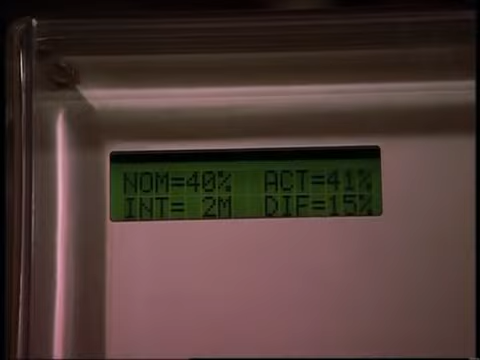 NOM=40% ACT=41%
INT= 2M DIF=15%